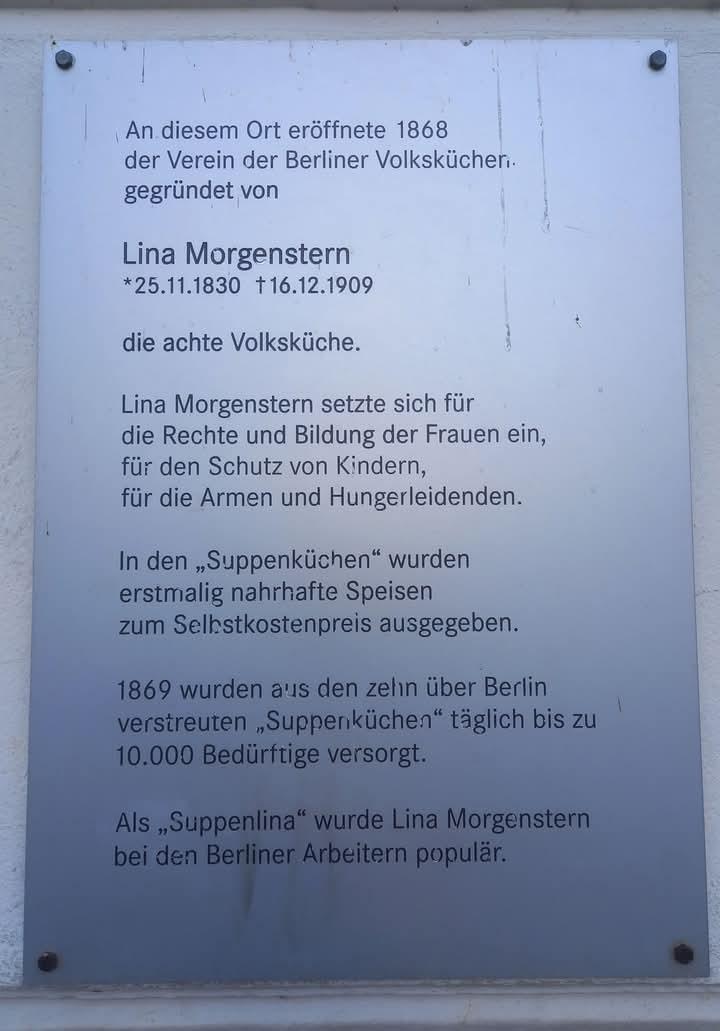 An diesem Ort eröffnete 1868
der Verein der Berliner Volksküchen
gegründet von
Lina Morgenstern
*25.11.1830 †16.12.1909
die achte Volksküche.
Lina Morgenstern setzte sich für
die Rechte und Bildung der Frauen ein,
für den Schutz von Kindern,
für die Armen und Hungerleidenden.
In den „Suppenküchen“ wurden
erstmalig nahrhafte Speisen
zum Selbstkostenpreis ausgegeben.
1869 wurden aus den zehn über Berlin
verstreuten „Suppenküchen“ täglich bis zu
10.000 Bedürftige versorgt.
Als „Suppenlina“ wurde Lina Morgenstern
bei den Berliner Arbeitern populär.